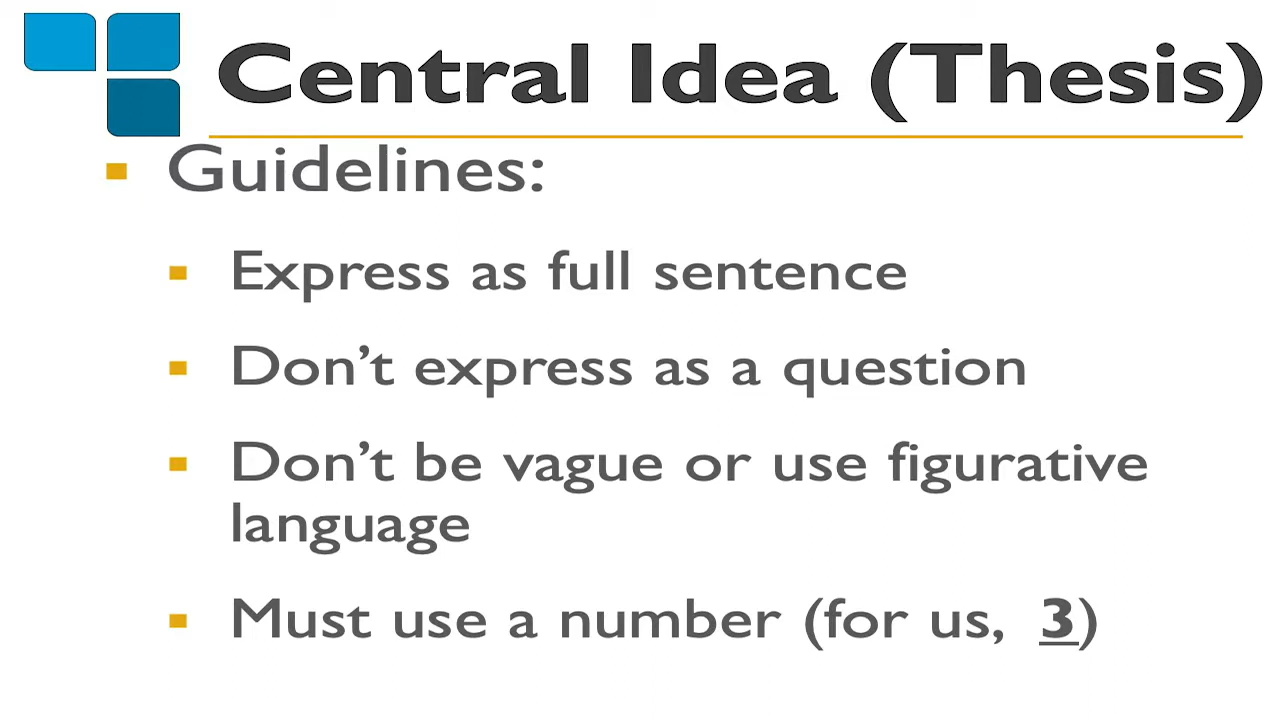 Central Idea (Thesis)
Guidelines:
Express as full sentence
Don’t express as a question
Don’t be vague or use figurative
language
Must use a number (for us, 3)